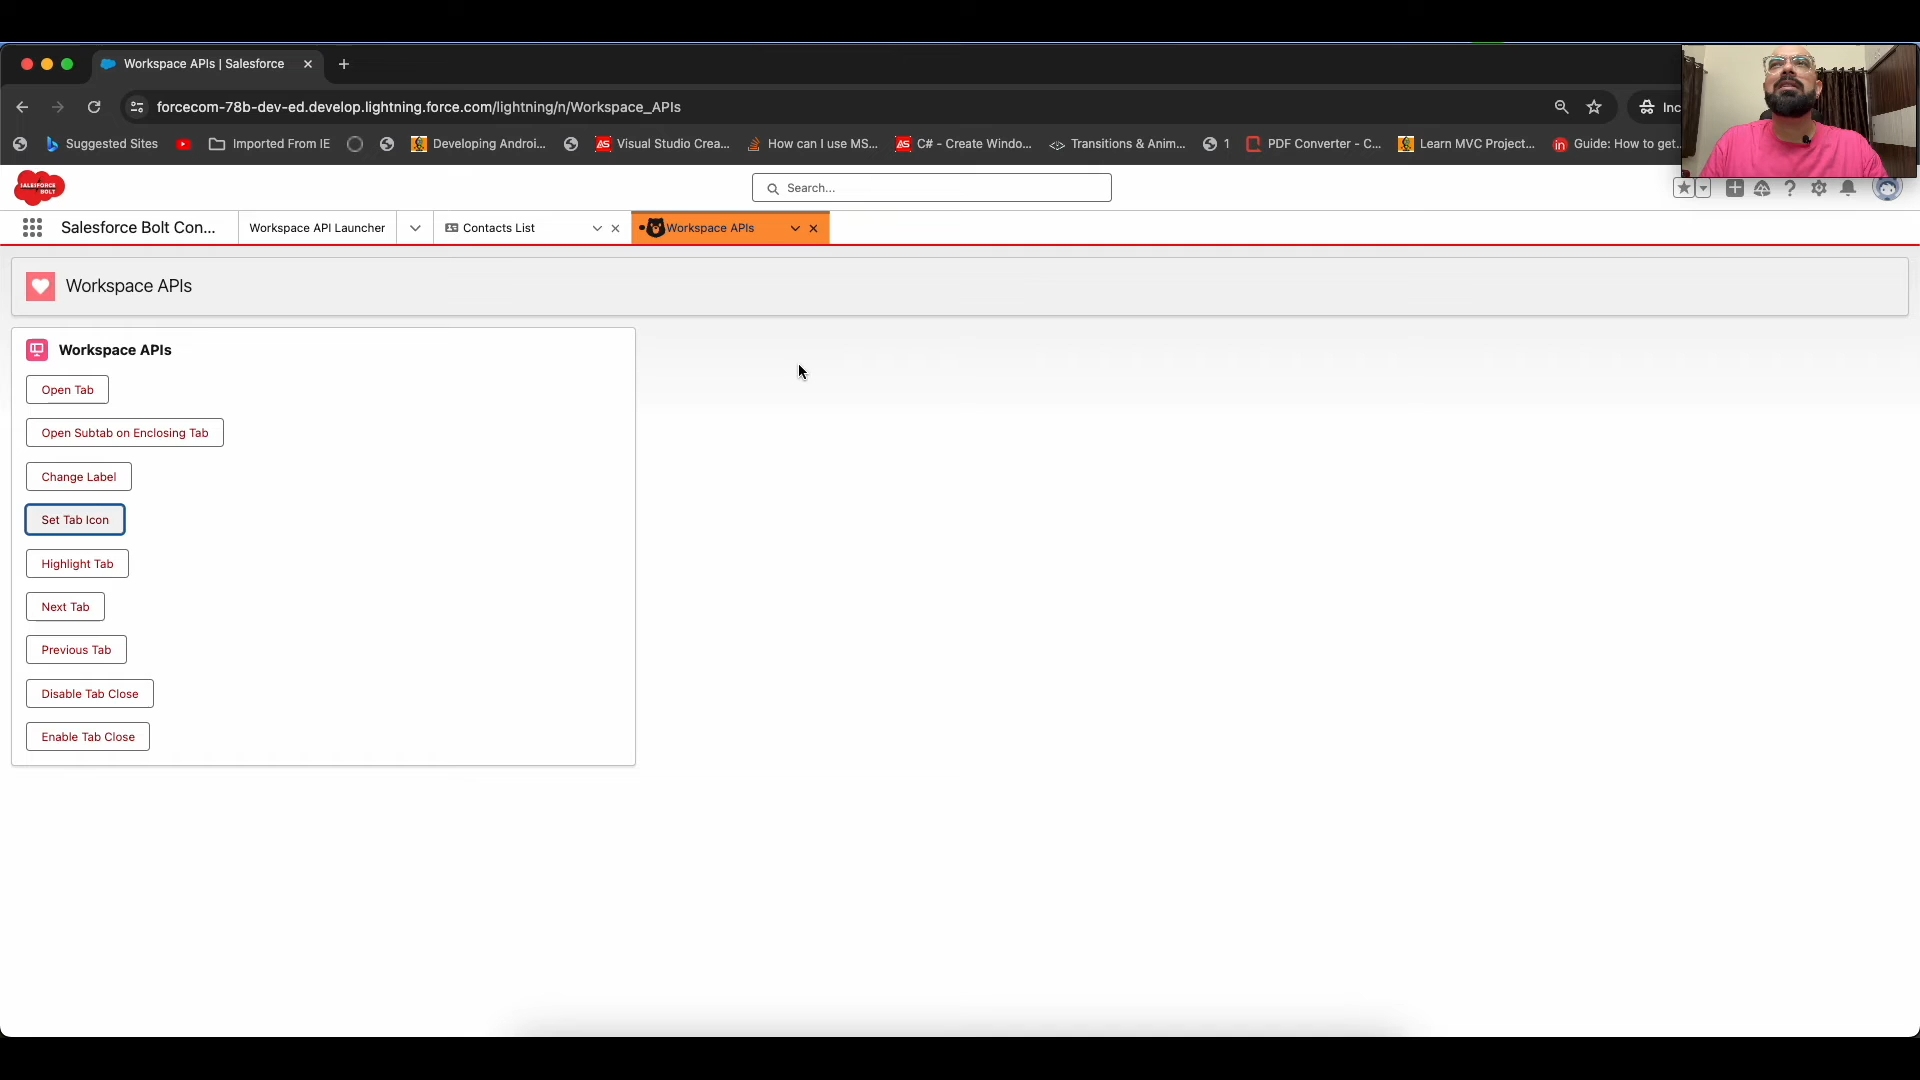 Workspace APIs | Salesforce
forcecom-78b-dev-ed.develop.lightning.force.com/lightning/n/Workspace_APIs
Inc
Suggested Sites
Imported From IE
Developing Androi...
Visual Studio Crea...
How can I use MS...
C# - Create Windo...
Transitions & Anim...
1
PDF Converter - C...
Learn MVC Project...
Guide: How to get...
SALESFORCE
BOLT
Search...
Salesforce Bolt Con...
Workspace API Launcher
Contacts List
Workspace APIs
Workspace APIs
Workspace APIs
Open Tab
Open Subtab on Enclosing Tab
Change Label
Set Tab Icon
Highlight Tab
Next Tab
Previous Tab
Disable Tab Close
Enable Tab Close